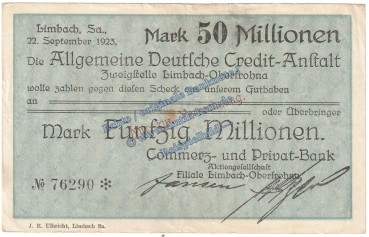 Limbach, Sa.,
22. September 1923.
Mark 50 Millionen
Die Allgemeine Deutsche Credit-Anstalt
Zweigstelle Limbach-Oberfrohna
wolle zahlen gegen diesen Scheck aus unserem Guthaben
an
oder Überbringer
Mark Fünfzig Millionen.
Commerz- und Privat-Bank
Aktiengesellschaft
Filiale Limbach-Oberfrohna.
№ 76290 ✻
J. R. Ulbricht, Limbach Sa.